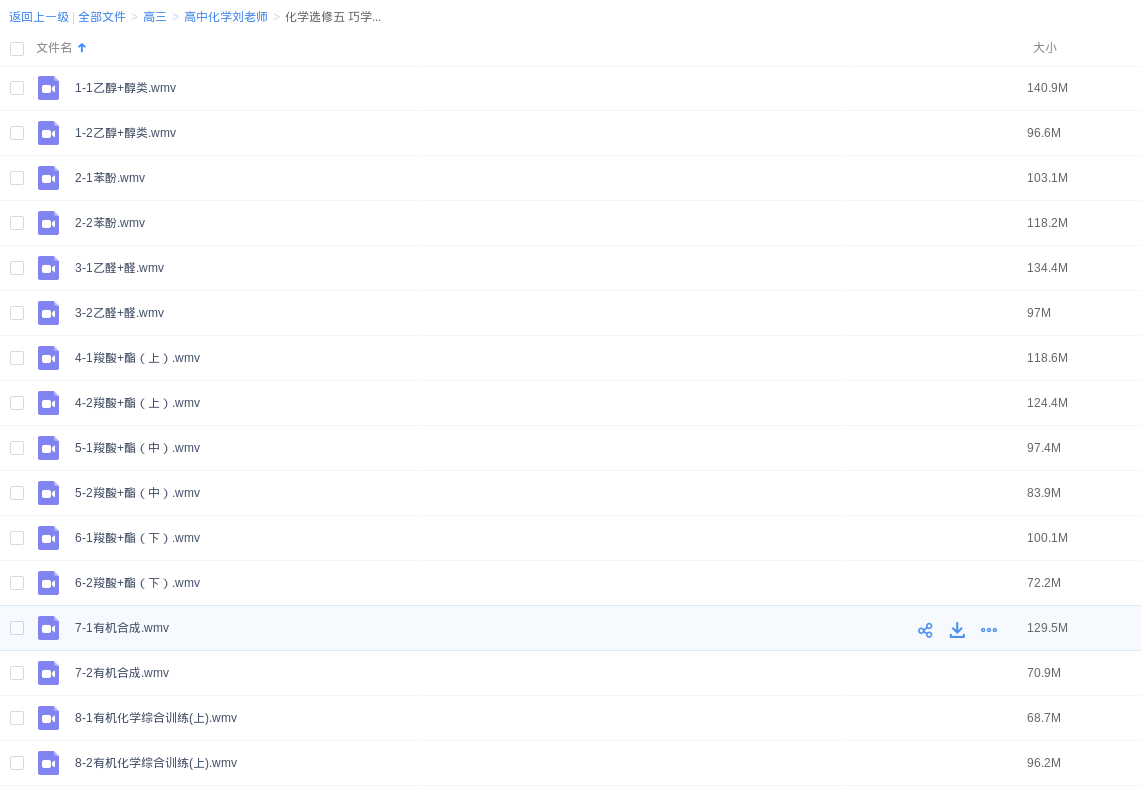 返回上一级 | 全部文件 > 高三 > 高中化学刘老师 > 化学选修五 巧学...
文件名 大小
1-1乙醇+醇类.wmv 140.9M
1-2乙醇+醇类.wmv 96.6M
2-1苯酚.wmv 103.1M
2-2苯酚.wmv 118.2M
3-1乙醛+醛.wmv 134.4M
3-2乙醛+醛.wmv 97M
4-1羧酸+酯（上）.wmv 118.6M
4-2羧酸+酯（上）.wmv 124.4M
5-1羧酸+酯（中）.wmv 97.4M
5-2羧酸+酯（中）.wmv 83.9M
6-1羧酸+酯（下）.wmv 100.1M
6-2羧酸+酯（下）.wmv 72.2M
7-1有机合成.wmv 129.5M
7-2有机合成.wmv 70.9M
8-1有机化学综合训练(上).wmv 68.7M
8-2有机化学综合训练(上).wmv 96.2M